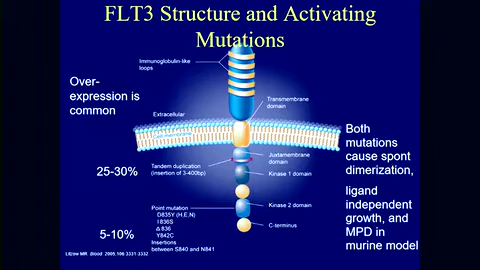 FLT3 Structure and Activating
Mutations
Immunoglobulin-like
loops
Over-
expression is
common
Transmembrane
domain
Extracellular
Both
mutations
cause spont
dimerization,
Juxtamembrane
domain
Tandem duplication
(insertion of 3-400bp)
25-30%
Kinase 1 domain
ligand
independent
growth, and
MPD in
murine model
Kinase 2 domain
Point mutation
D835Y (H,E,N)
I 836S
Δ 836
Y842C
Insertions
between S840 and N841
C-terminus
5-10%
Litzow MR. Blood 2005;106 3331-3332